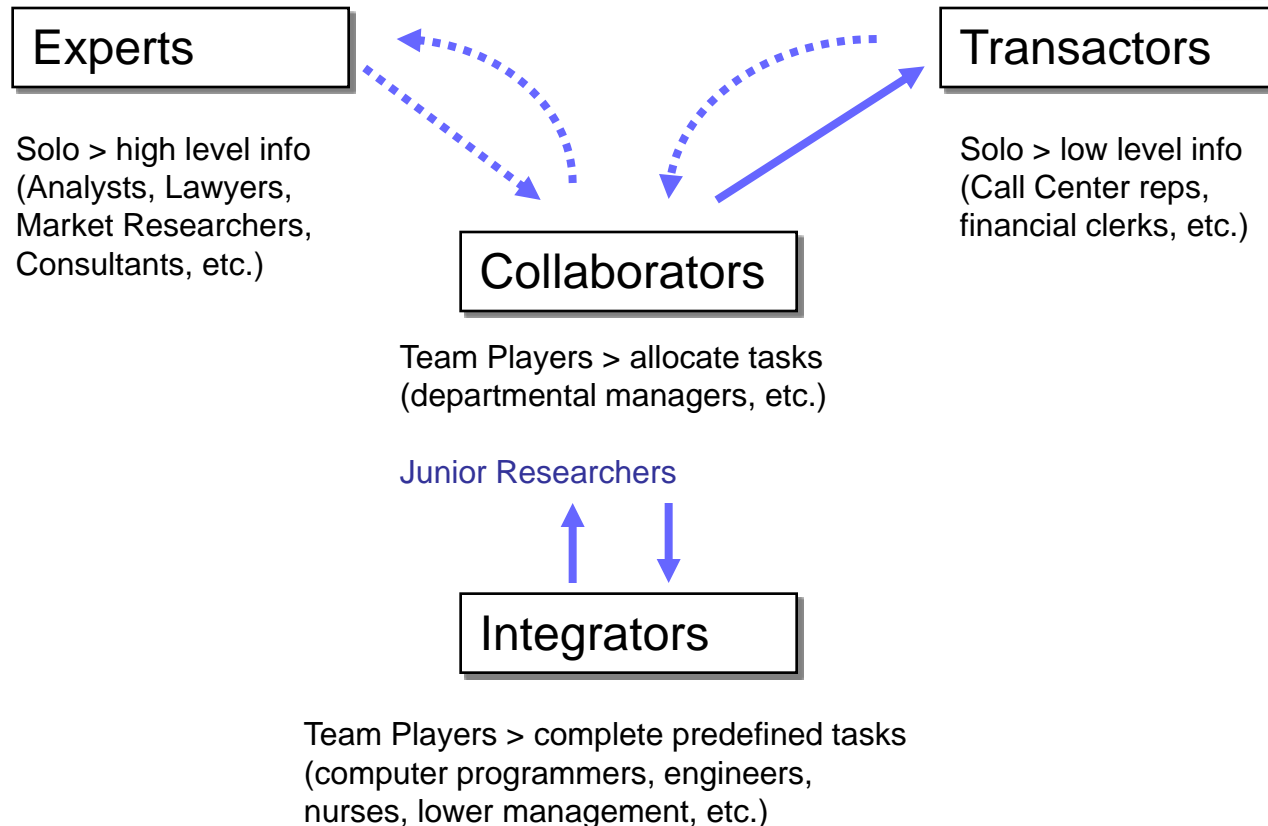 Experts
Transactors
Solo > high level info
(Analysts, Lawyers,
Market Researchers,
Consultants, etc.)
Solo > low level info
(Call Center reps,
financial clerks, etc.)
Collaborators
Team Players > allocate tasks
(departmental managers, etc.)
Junior Researchers
Integrators
Team Players > complete predefined tasks
(computer programmers, engineers,
nurses, lower management, etc.)